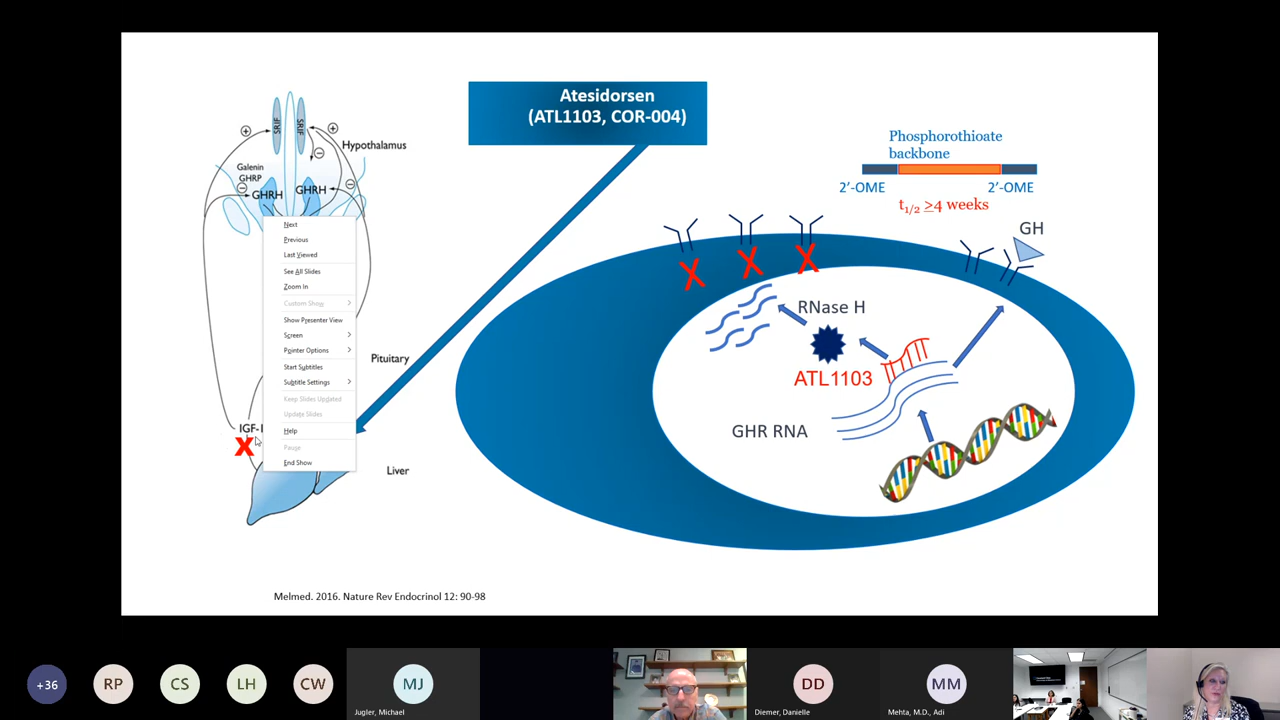 Atesidorsen
(ATL1103, COR-004)
SRIF
SRIF
Hypothalamus
Galenin
GHRP
GHRH
GHRH
Phosphorothioate
backbone
2'-OME
2'-OME
t1/2 ≥4 weeks
GH
Next
Previous
Last Viewed
See All Slides
Zoom In
Custom Show
Show Presenter View
Screen
Pointer Options
Start Subtitles
Subtitle Settings
Keep Slides Updated
Update Slides
Help
Pause
End Show
Pituitary
IGF-I
X
Liver
X
X
X
RNase H
ATL1103
GHR RNA
Melmed. 2016. Nature Rev Endocrinol 12: 90-98
+36
RP
CS
LH
CW
MJ
Jugler, Michael
DD
Diemer, Danielle
MM
Mehta, M.D., Adi